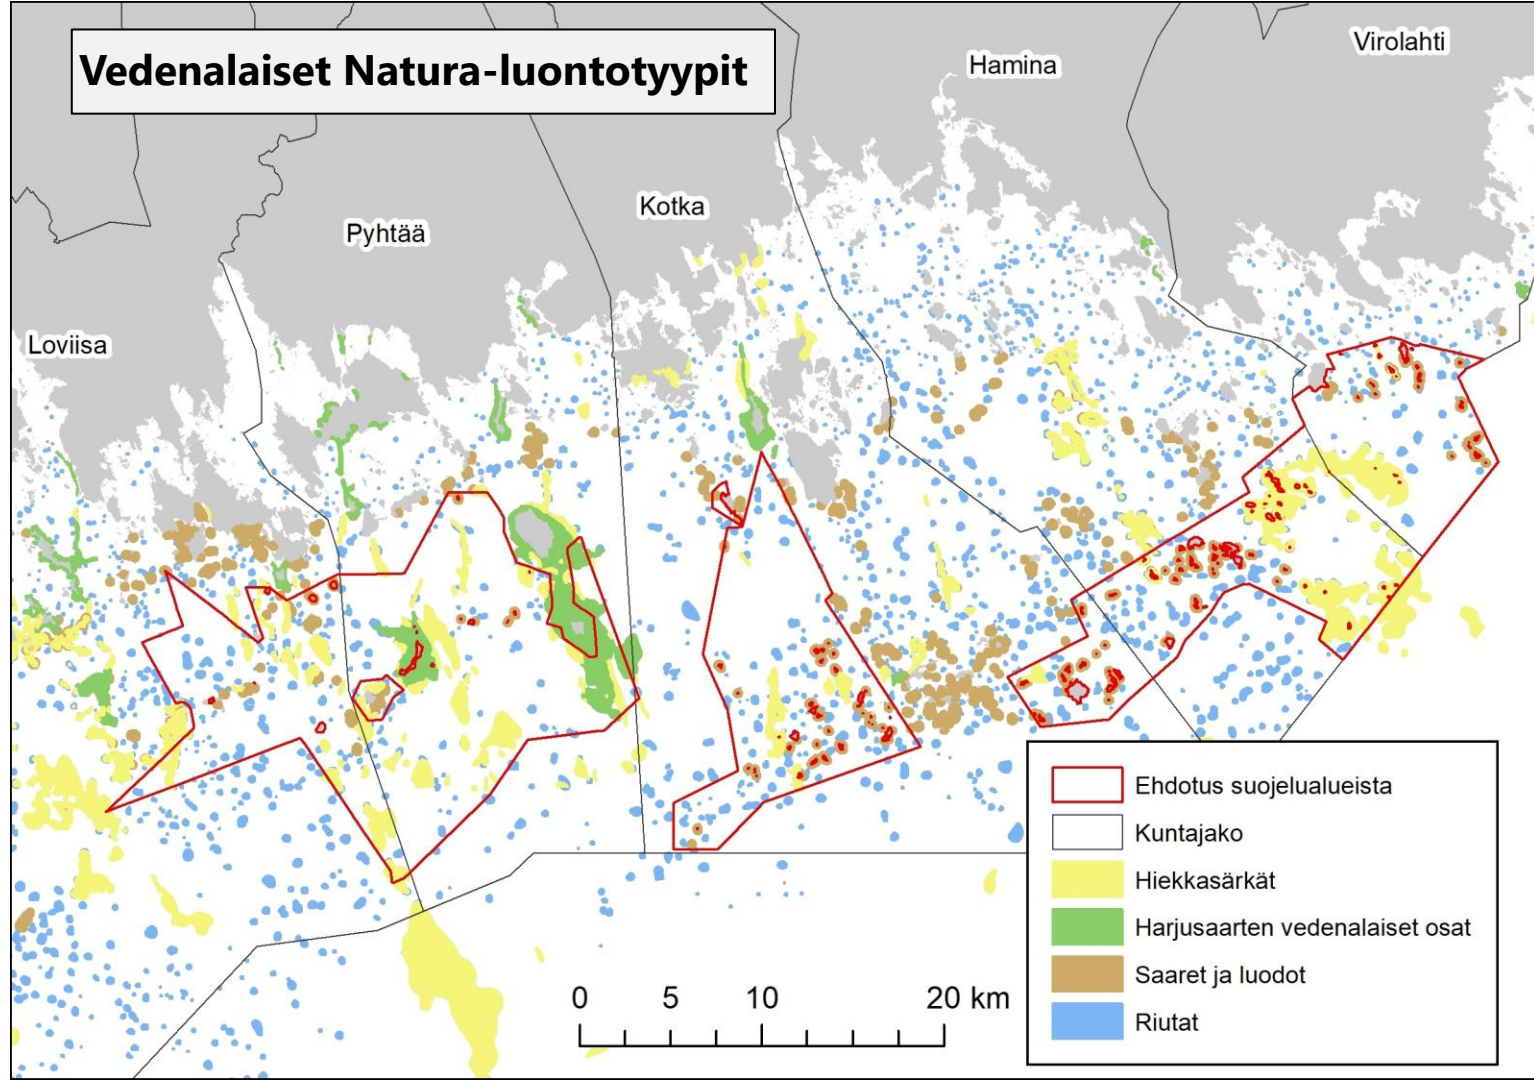 Vedenalaiset Natura-luontotyypit
Virolahti
Hamina
Kotka
Pyhtää
Loviisa
Ehdotus suojelualueista
Kuntajako
Hiekkasärkät
Harjusaarten vedenalaiset osat
Saaret ja luodot
Riutat
0 5 10 20 km